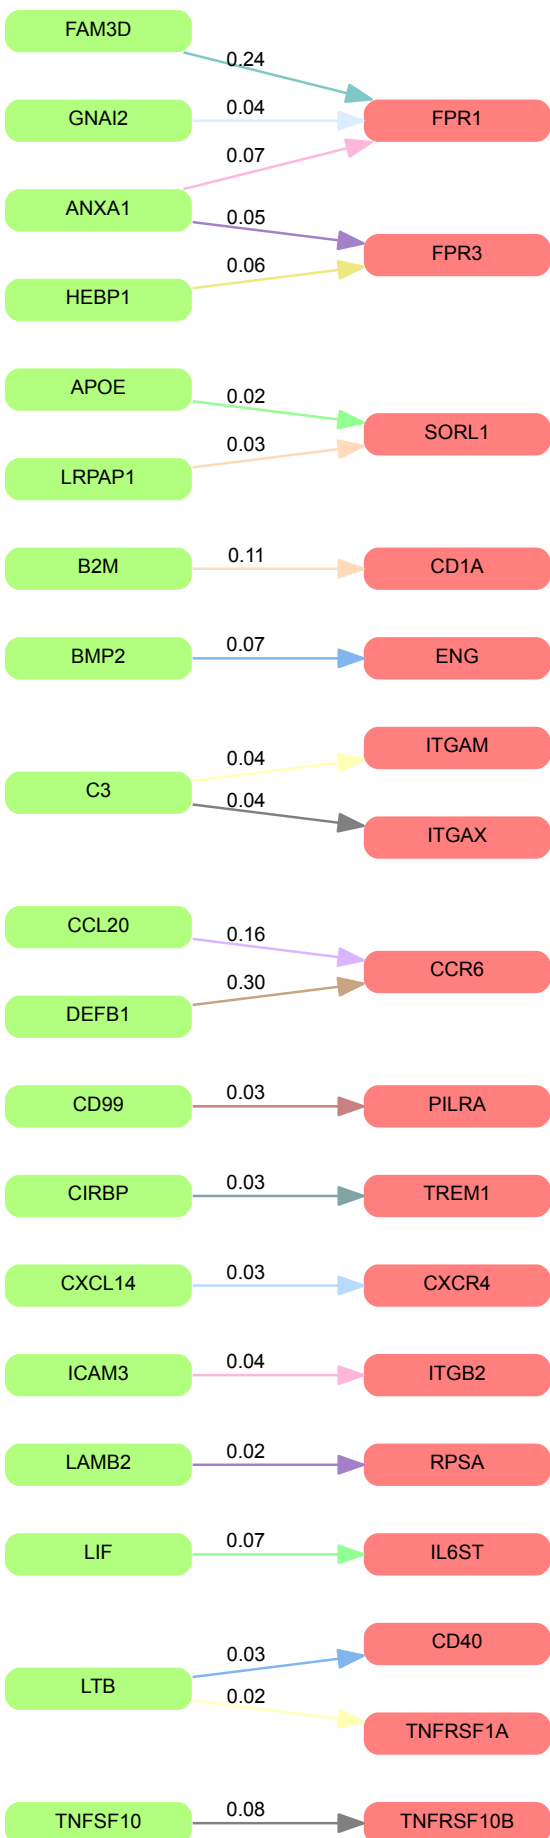 FAM3D
0.24
GNAI2
0.04
FPR1
0.07
ANXA1
0.05
FPR3
0.06
HEBP1
APOE
0.02
SORL1
0.03
LRPAP1
B2M
0.11
CD1A
BMP2
0.07
ENG
ITGAM
0.04
C3
0.04
ITGAX
CCL20
0.16
CCR6
0.30
DEFB1
CD99
0.03
PILRA
CIRBP
0.03
TREM1
CXCL14
0.03
CXCR4
ICAM3
0.04
ITGB2
LAMB2
0.02
RPSA
LIF
0.07
IL6ST
CD40
0.03
LTB
0.02
TNFRSF1A
TNFSF10
0.08
TNFRSF10B